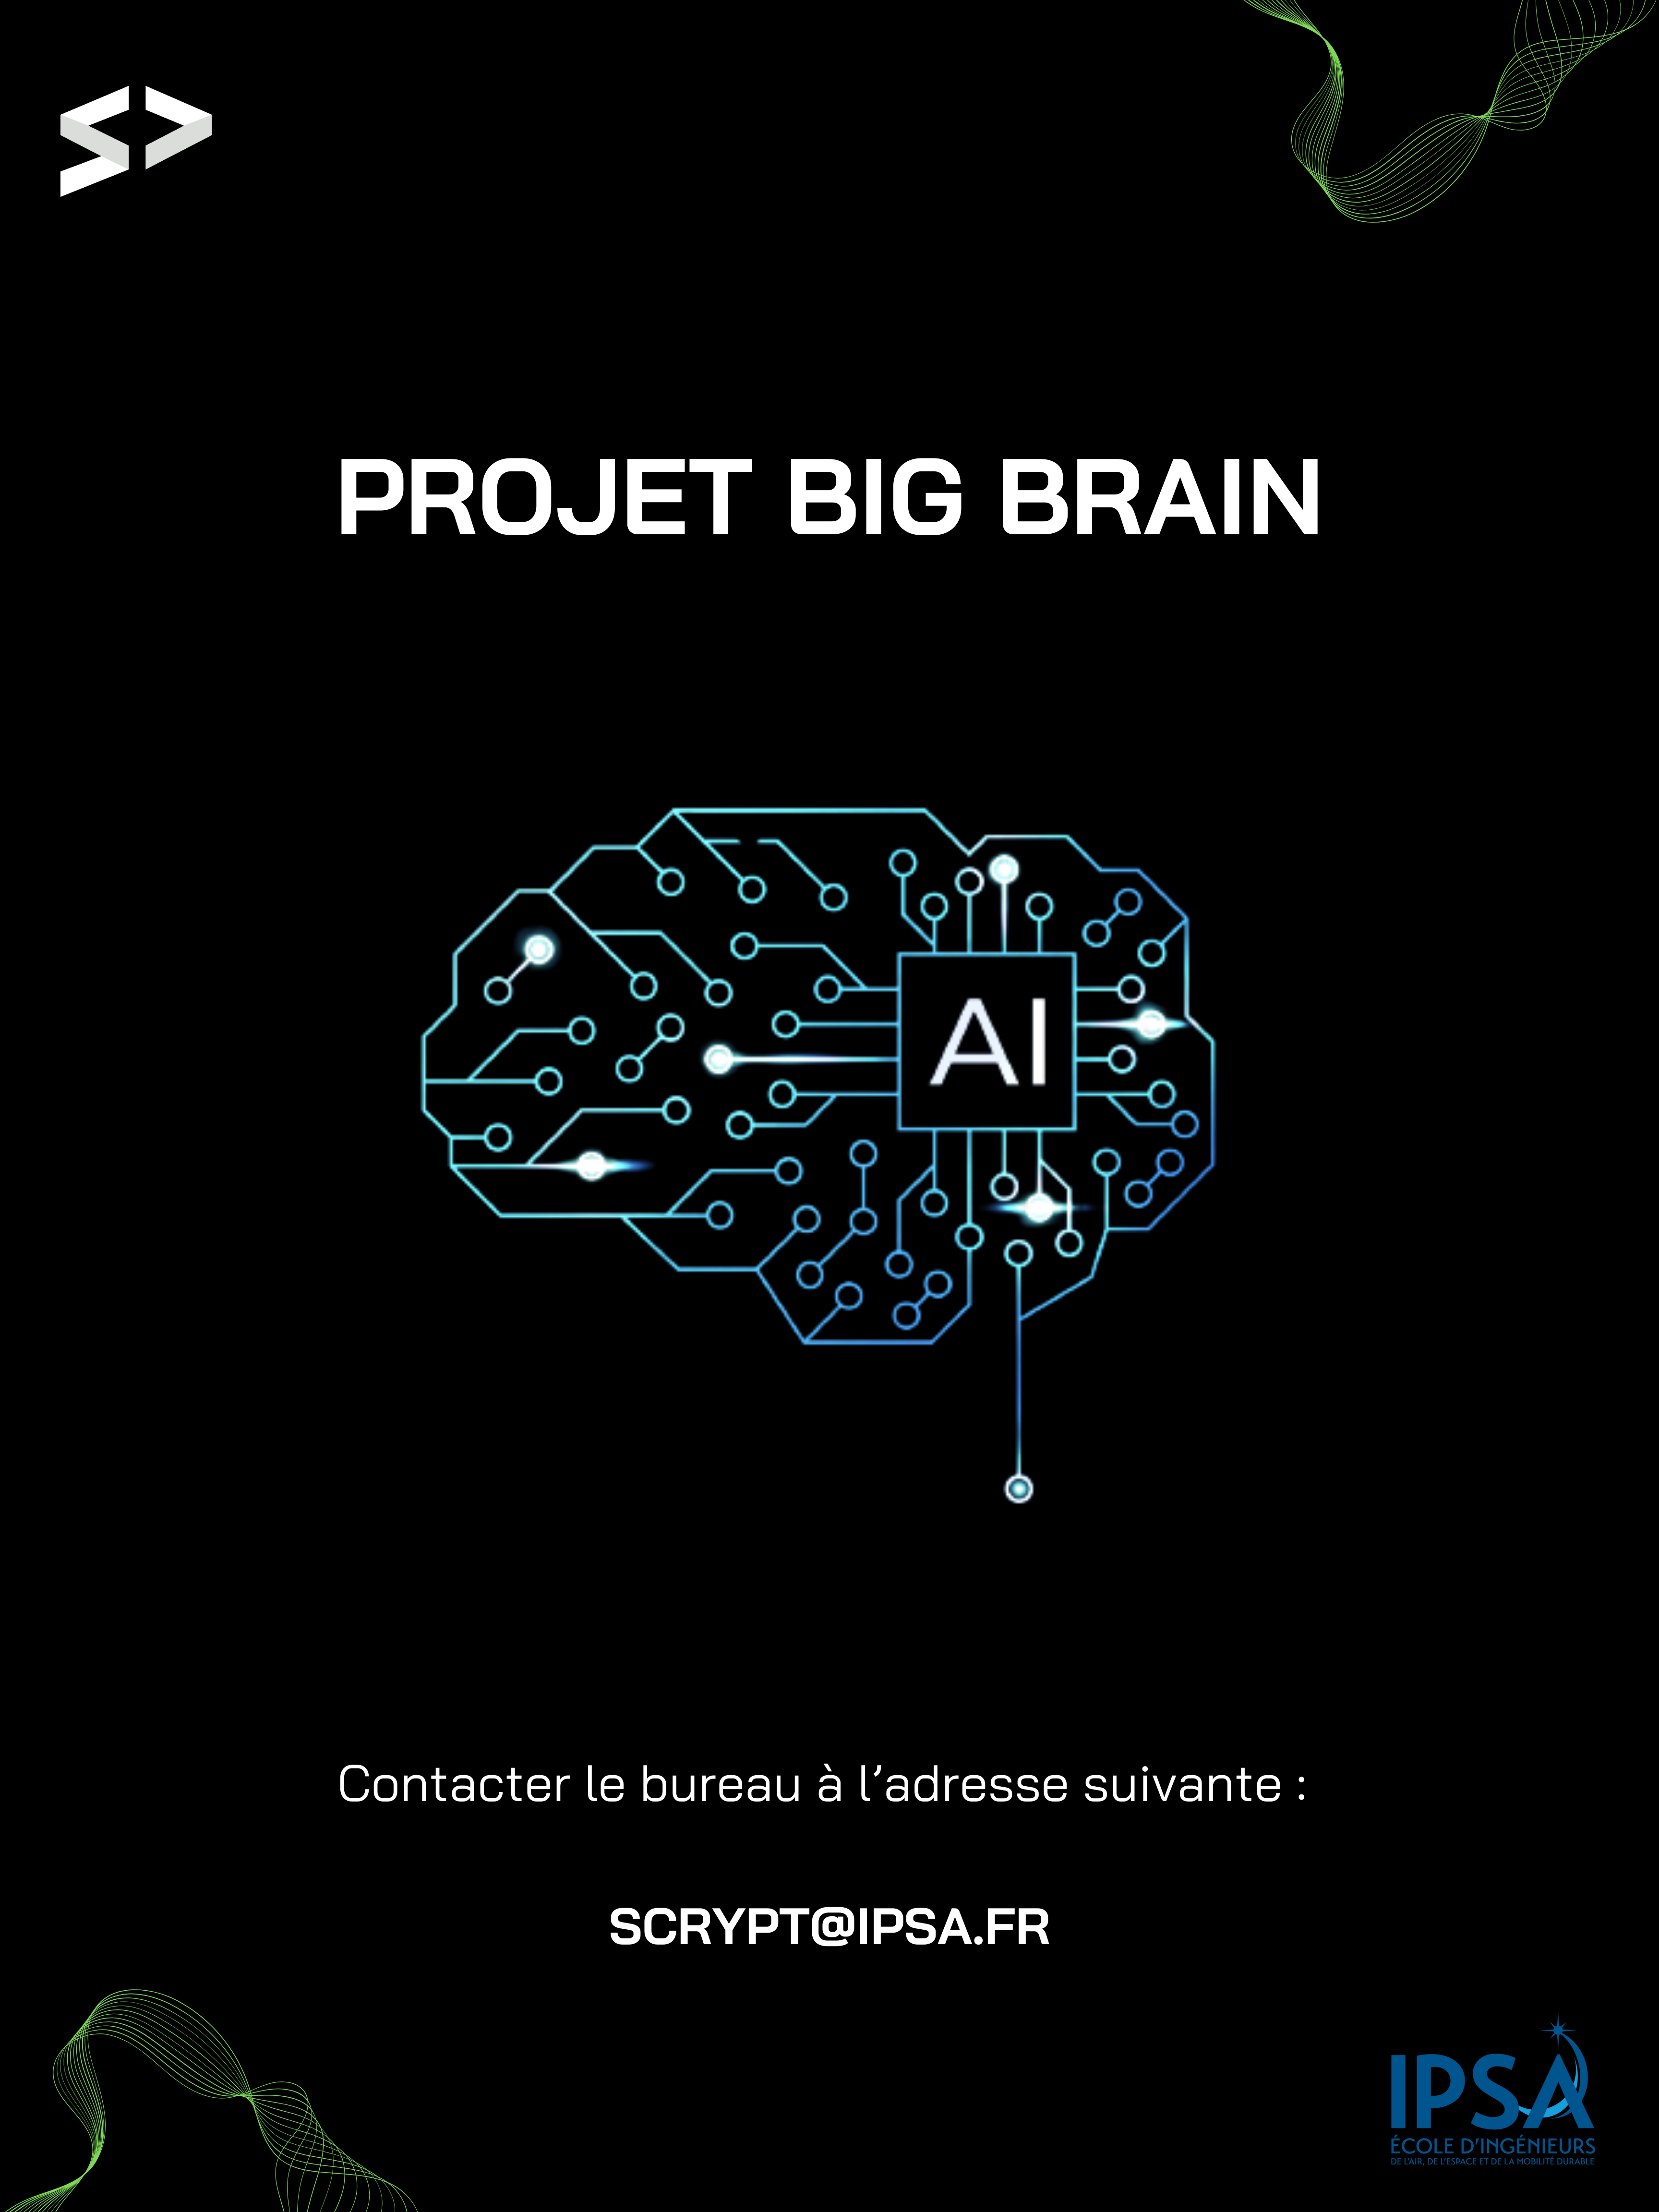 PROJET BIG BRAIN
AI
Contacter le bureau à l’adresse suivante :
SCRYPT@IPSA.FR
IPSA
ÉCOLE D’INGÉNIEURS
DE L’AIR, DE L’ESPACE ET DE LA MOBILITÉ DURABLE